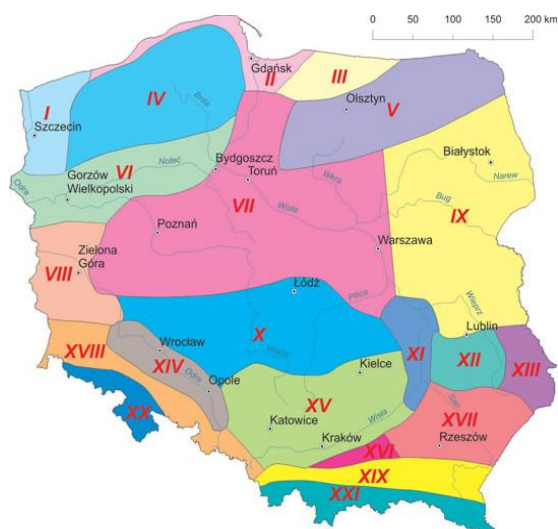 0 50 100 150 200 km
Gdańsk
II
III
I
IV
Brda
Olsztyn
V
Szczecin
Gorzów
Wielkopolski
VI
Noteć
Bydgoszcz
Toruń
Białystok
Narew
Odra
Wkra
VII
Wisła
Bug
IX
Poznań
Warszawa
VIII
Zielona
Góra
Łódź
Pilica
Wieprz
X
Lublin
XVIII
Wrocław
XIV
Odra
Warta
XI
XII
XIII
Kielce
Opole
XX
XV
Wisła
San
XVII
Katowice
Kraków
XVI
Rzeszów
XIX
XXI